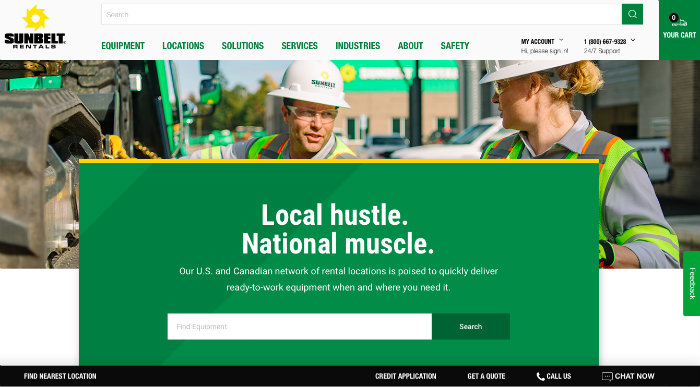 SUNBELT
RENTALS
Search
EQUIPMENT LOCATIONS SOLUTIONS SERVICES INDUSTRIES ABOUT SAFETY
MY ACCOUNT
Hi, please sign in!
1 (800) 667-9328
24/7 Support
0
YOUR CART
SUNBELT
Local hustle.
National muscle.
Our U.S. and Canadian network of rental locations is poised to quickly deliver
ready-to-work equipment when and where you need it.
Find Equipment Search
Feedback
FIND NEAREST LOCATION CREDIT APPLICATION GET A QUOTE CALL US CHAT NOW